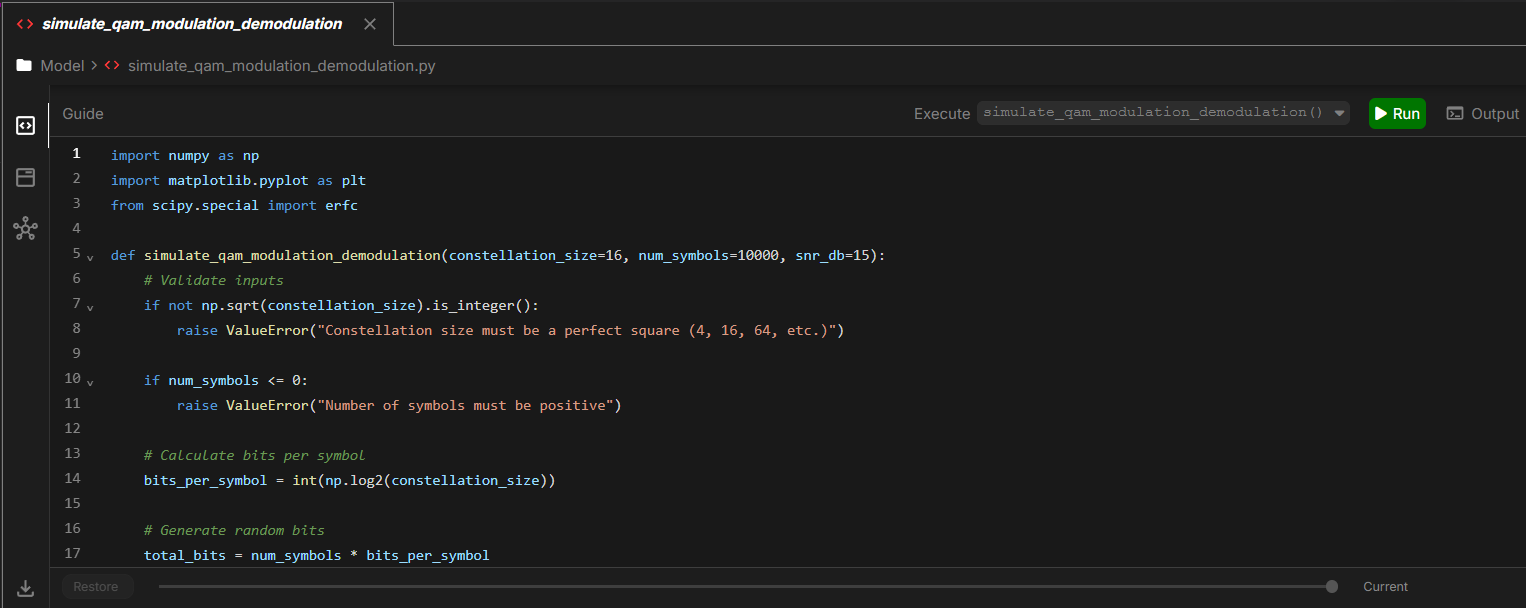 simulate_qam_modulation_demodulation
Model > simulate_qam_modulation_demodulation.py
Guide Execute simulate_qam_modulation_demodulation() Run Output
1 import numpy as np
2 import matplotlib.pyplot as plt
3 from scipy.special import erfc
4
5 def simulate_qam_modulation_demodulation(constellation_size=16, num_symbols=10000, snr_db=15):
6 # Validate inputs
7 if not np.sqrt(constellation_size).is_integer():
8 raise ValueError("Constellation size must be a perfect square (4, 16, 64, etc.)")
9
10 if num_symbols <= 0:
11 raise ValueError("Number of symbols must be positive")
12
13 # Calculate bits per symbol
14 bits_per_symbol = int(np.log2(constellation_size))
15
16 # Generate random bits
17 total_bits = num_symbols * bits_per_symbol
Restore Current